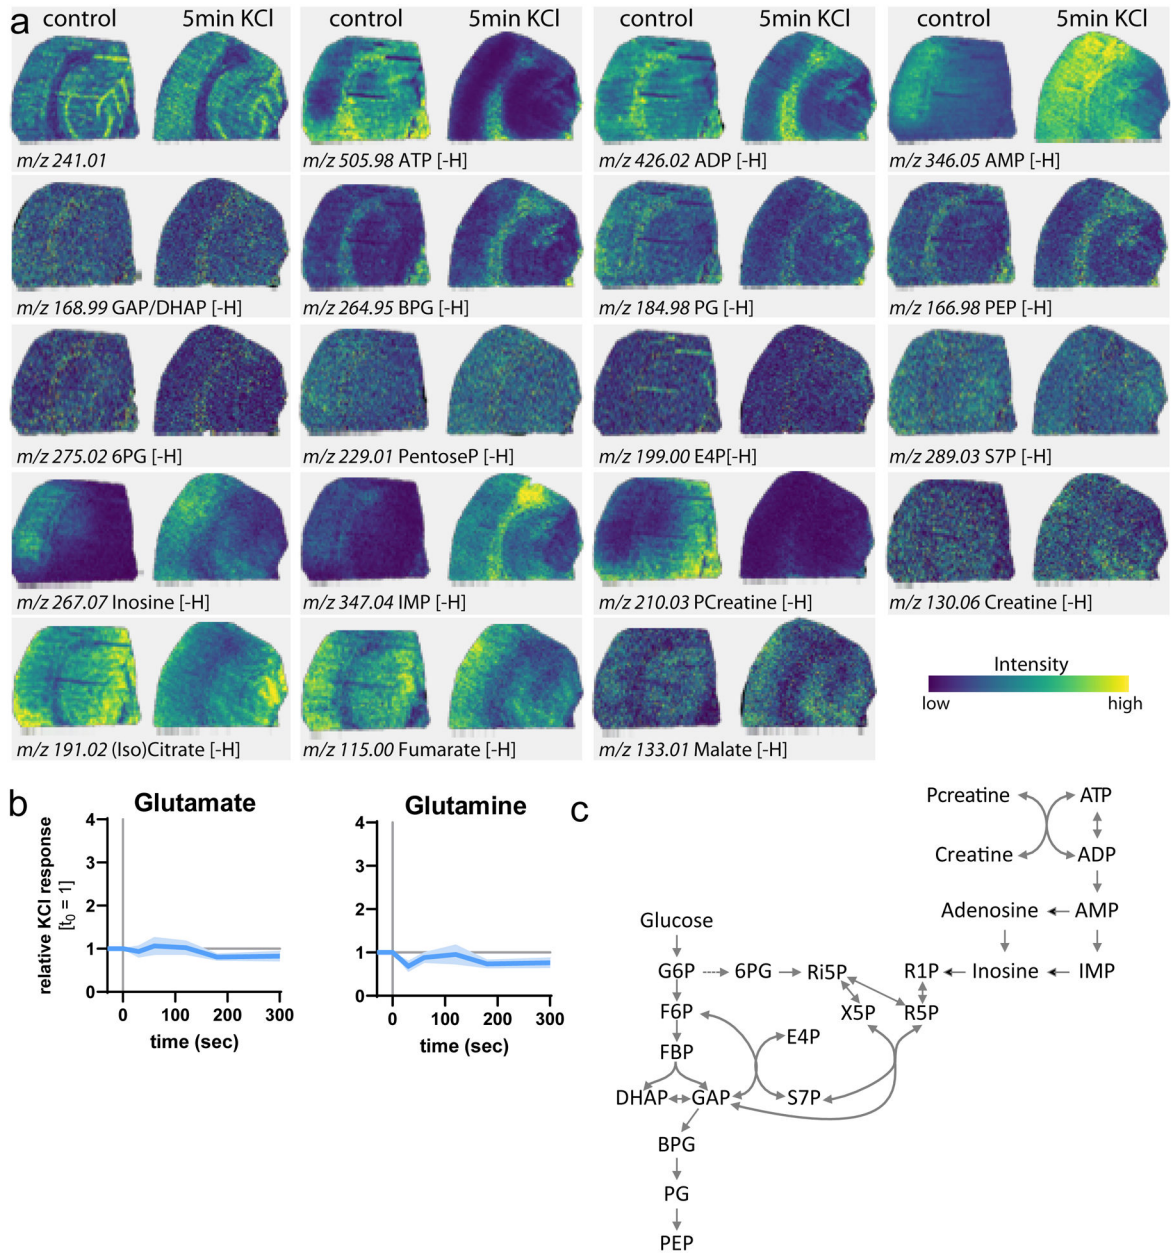 a
control 5min KCl control 5min KCl control 5min KCl control 5min KCl
m/z 241.01
m/z 505.98 ATP [-H]
m/z 426.02 ADP [-H]
m/z 346.05 AMP [-H]
m/z 168.99 GAP/DHAP [-H]
m/z 264.95 BPG [-H]
m/z 184.98 PG [-H]
m/z 166.98 PEP [-H]
m/z 275.02 6PG [-H]
m/z 229.01 PentoseP [-H]
m/z 199.00 E4P[-H]
m/z 289.03 S7P [-H]
m/z 267.07 Inosine [-H]
m/z 347.04 IMP [-H]
m/z 210.03 PCreatine [-H]
m/z 130.06 Creatine [-H]
m/z 191.02 (Iso)Citrate [-H]
m/z 115.00 Fumarate [-H]
m/z 133.01 Malate [-H]
Intensity
low high
b
Glutamate
relative KCl response
[t₀ = 1]
4
3
2
1
0
0 100 200 300
time (sec)
Glutamine
4
3
2
1
0
0 100 200 300
time (sec)
c
Pcreatine ATP
Creatine ADP
Adenosine AMP
Glucose
G6P 6PG Ri5P R1P Inosine IMP
F6P X5P R5P
E4P
FBP
DHAP GAP S7P
BPG
PG
PEP